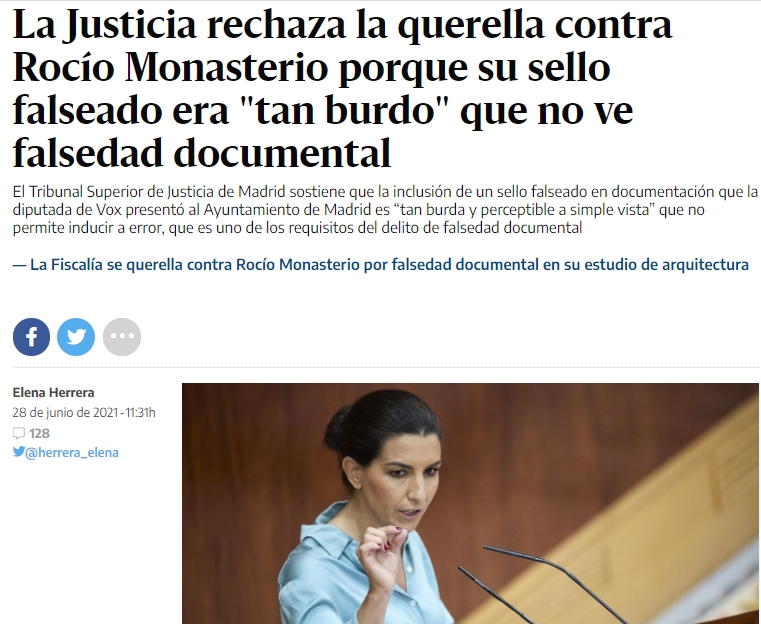 La Justicia rechaza la querella contra
Rocío Monasterio porque su sello
falseado era "tan burdo" que no ve
falsedad documental
El Tribunal Superior de Justicia de Madrid sostiene que la inclusión de un sello falseado en documentación que la
diputada de Vox presentó al Ayuntamiento de Madrid es “tan burda y perceptible a simple vista” que no
permite inducir a error, que es uno de los requisitos del delito de falsedad documental
— La Fiscalía se querella contra Rocío Monasterio por falsedad documental en su estudio de arquitectura
Elena Herrera
28 de junio de 2021 - 11:31h
128
@herrera_elena